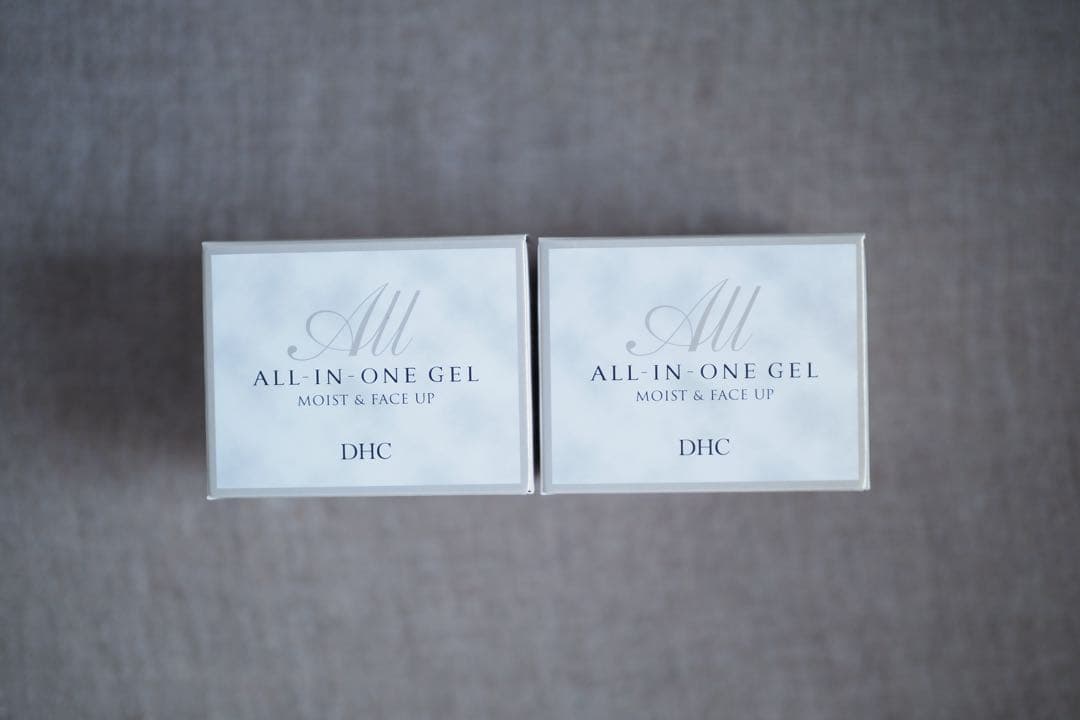 All
ALL-IN-ONE GEL
MOIST & FACE UP
DHC
All
ALL-IN-ONE GEL
MOIST & FACE UP
DHC